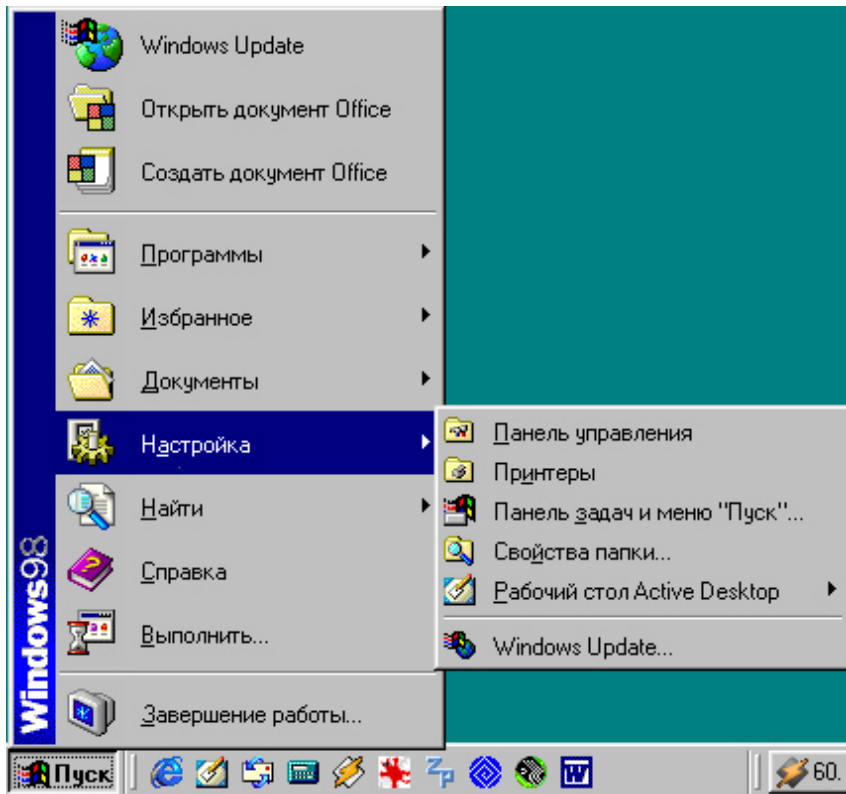 Windows Update
Открыть документ Office
Создать документ Office
Программы
Избранное
Документы
Настройка
Найти
Справка
Выполнить...
Завершение работы...
Windows98
Панель управления
Принтеры
Панель задач и меню "Пуск"...
Свойства папки...
Рабочий стол Active Desktop
Windows Update...
Пуск
Zp
W
60.